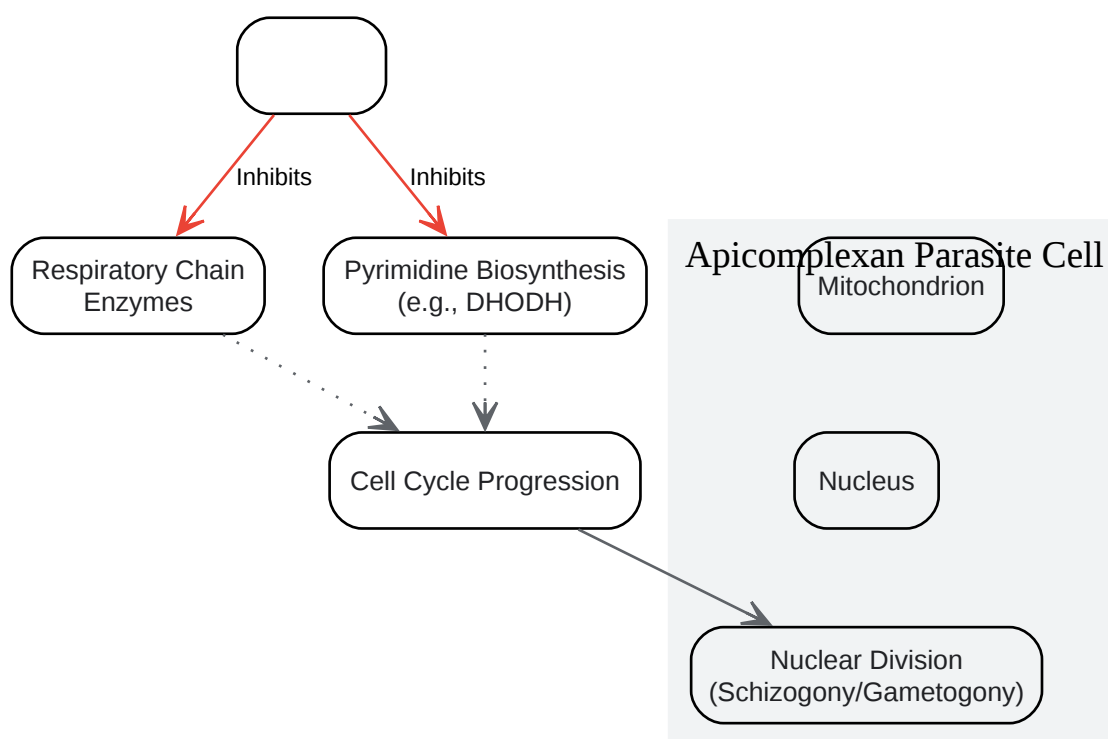 Inhibits
Inhibits
Respiratory Chain
Enzymes
Pyrimidine Biosynthesis
(e.g., DHODH)
Apicomplexan Parasite Cell
Mitochondrion
Cell Cycle Progression
Nucleus
Nuclear Division
(Schizogony/Gametogony)